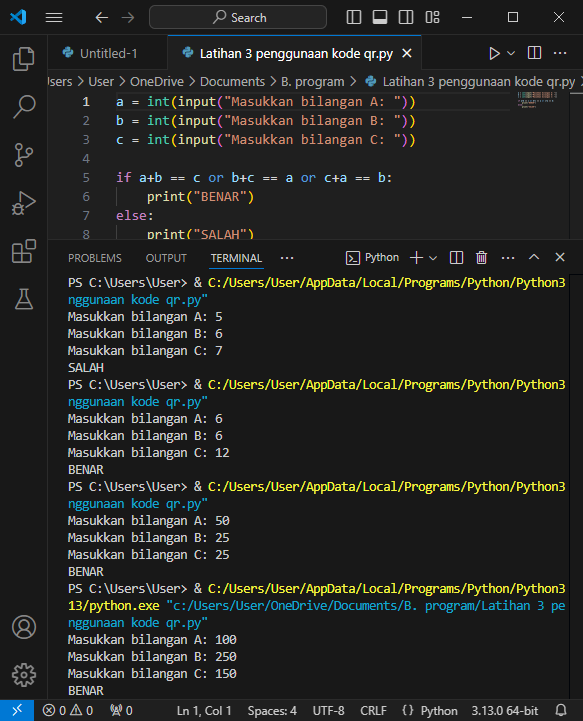 Search
Untitled-1
Latihan 3 penggunaan kode qr.py
Jsers > User > OneDrive > Documents > B. program > Latihan 3 penggunaan kode qr.py >
1 a = int(input("Masukkan bilangan A: "))
2 b = int(input("Masukkan bilangan B: "))
3 c = int(input("Masukkan bilangan C: "))
4
5 if a+b == c or b+c == a or c+a == b:
6 print("BENAR")
7 else:
8 print("SALAH")
PROBLEMS OUTPUT TERMINAL ... Python
PS C:\Users\User> & C:/Users/User/AppData/Local/Programs/Python/Python3
nggunaan kode qr.py"
Masukkan bilangan A: 5
Masukkan bilangan B: 6
Masukkan bilangan C: 7
SALAH
PS C:\Users\User> & C:/Users/User/AppData/Local/Programs/Python/Python3
nggunaan kode qr.py"
Masukkan bilangan A: 6
Masukkan bilangan B: 6
Masukkan bilangan C: 12
BENAR
PS C:\Users\User> & C:/Users/User/AppData/Local/Programs/Python/Python3
nggunaan kode qr.py"
Masukkan bilangan A: 50
Masukkan bilangan B: 25
Masukkan bilangan C: 25
BENAR
PS C:\Users\User> & C:/Users/User/AppData/Local/Programs/Python/Python3
13/python.exe "c:/Users/User/OneDrive/Documents/B. program/Latihan 3 pe
nggunaan kode qr.py"
Masukkan bilangan A: 100
Masukkan bilangan B: 250
Masukkan bilangan C: 150
BENAR
0 0 0 Ln 1, Col 1 Spaces: 4 UTF-8 CRLF {} Python 3.13.0 64-bit